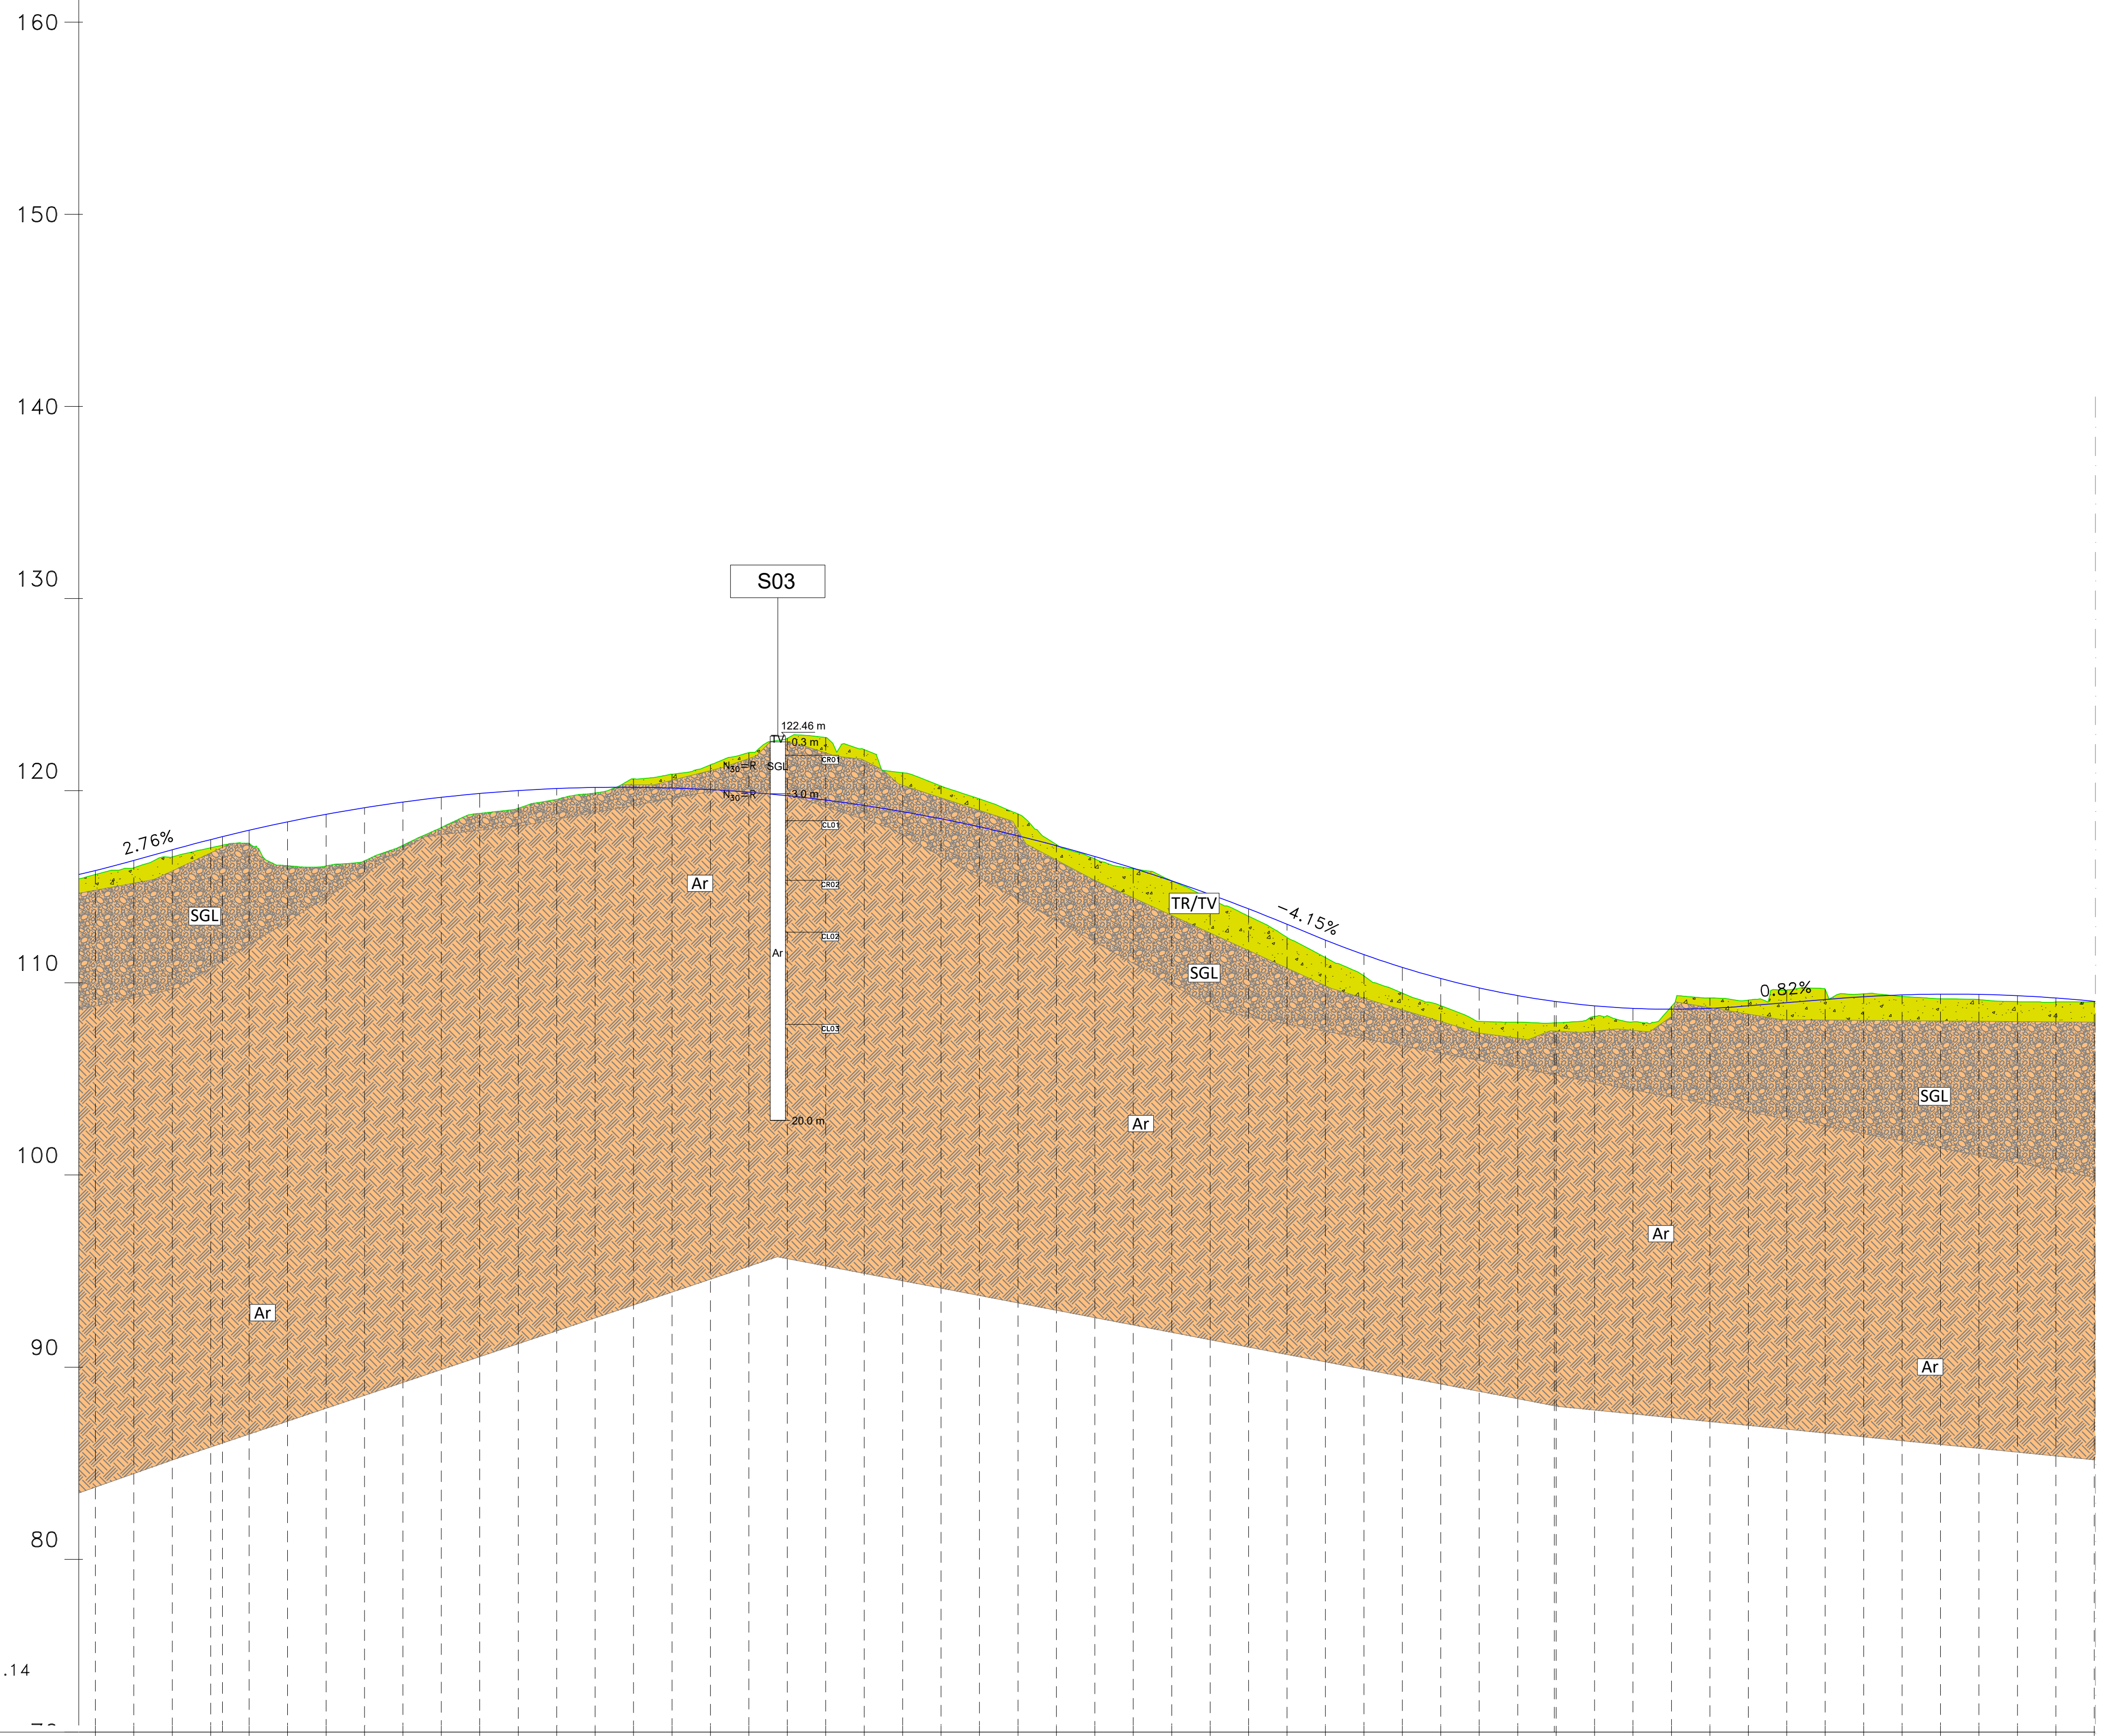 160
150
140
130
S03
122.46 m
TV
0.3 m
CR01
N30=R
SGL
120
N30=R
3.0 m
CL01
2.76%
Ar
CR02
TR/TV
SGL
-4.15%
CL02
Ar
110
SGL
0.82%
CL03
SGL
20.0 m
Ar
100
Ar
90
Ar
Ar
80
.14